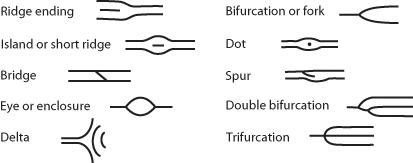 Ridge ending
Island or short ridge
Bridge
Eye or enclosure
Delta
Bifurcation or fork
Dot
Spur
Double bifurcation
Trifurcation